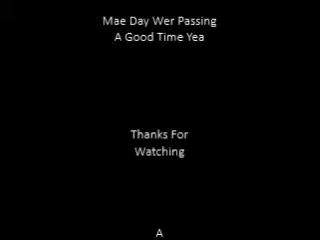 Mae Day Wer Passing
A Good Time Yea
Thanks For
Watching
A